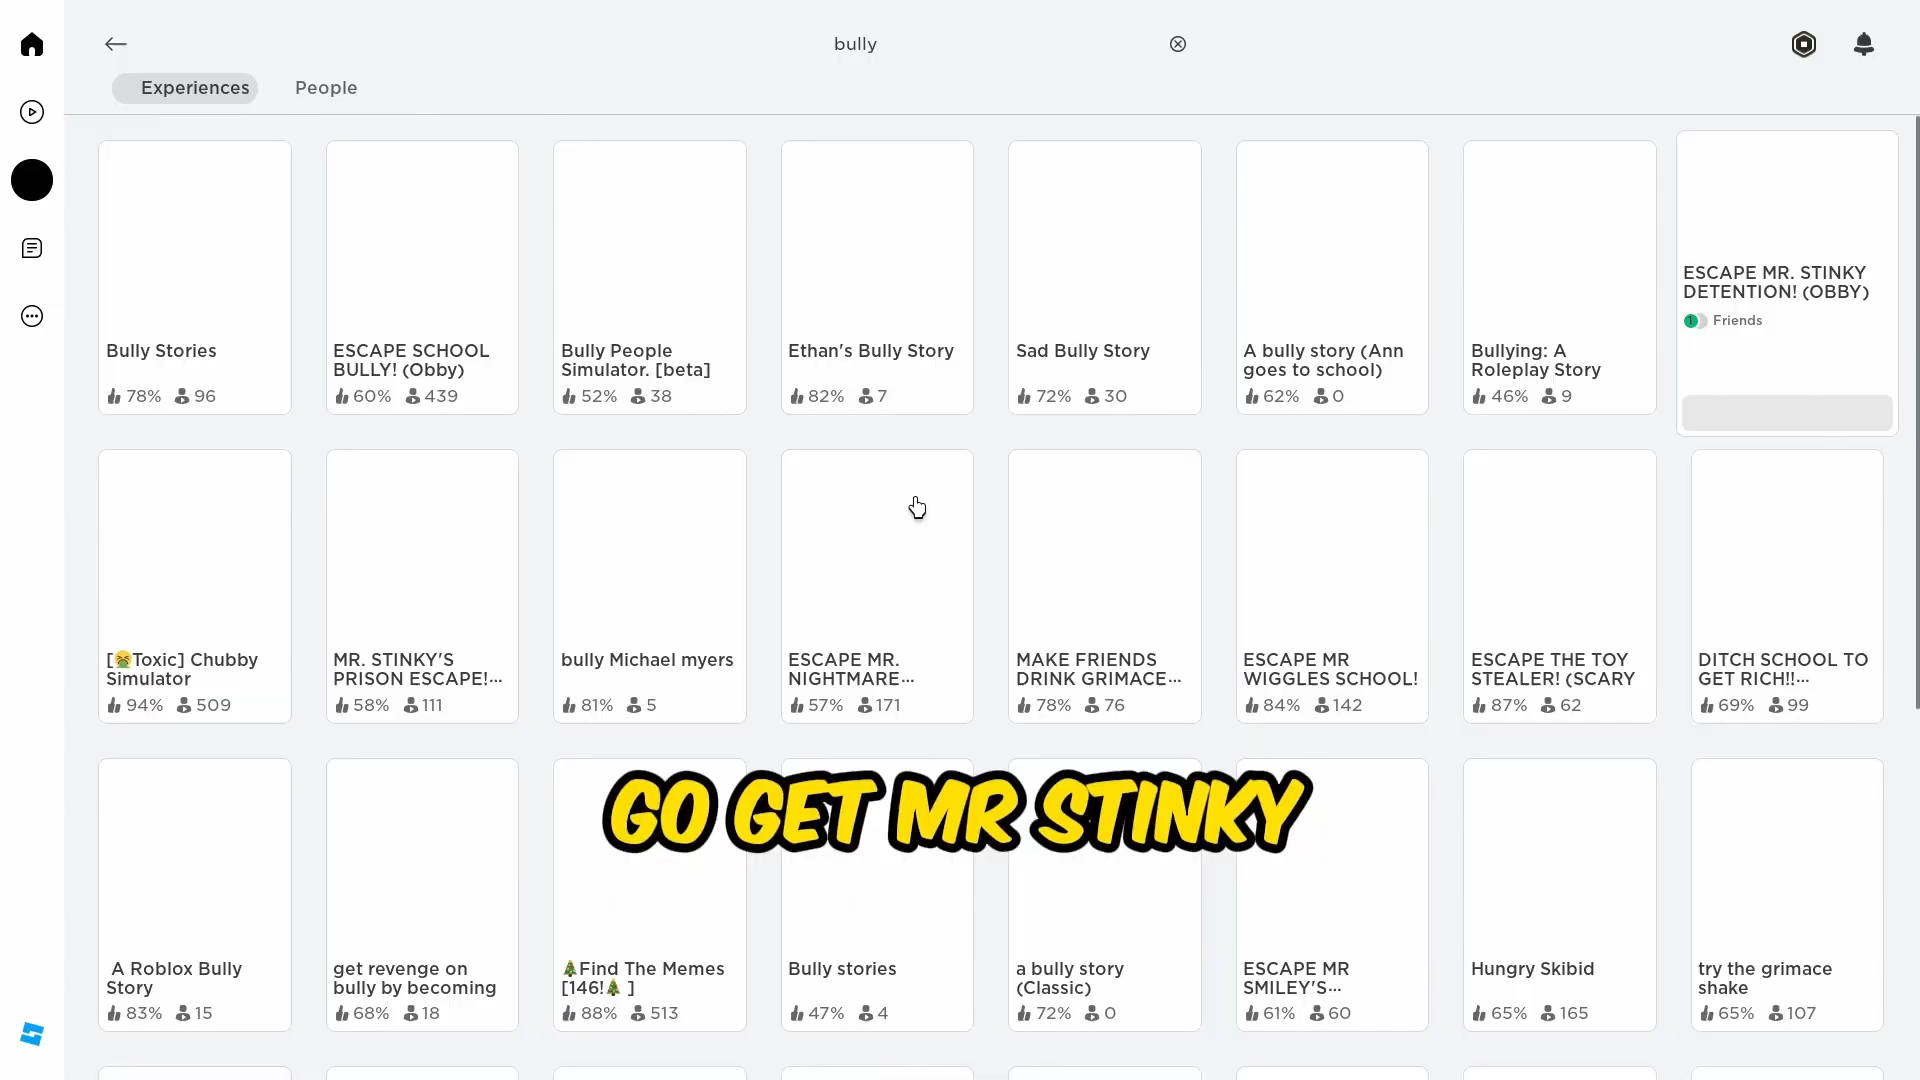 bully
Experiences
People
Bully Stories
78% 96
ESCAPE SCHOOL
BULLY! (Obby)
60% 439
Bully People
Simulator. [beta]
52% 38
Ethan's Bully Story
82% 7
Sad Bully Story
72% 30
A bully story (Ann
goes to school)
62% 0
Bullying: A
Roleplay Story
46% 9
ESCAPE MR. STINKY
DETENTION! (OBBY)
1 Friends
[🤮Toxic] Chubby
Simulator
94% 509
MR. STINKY'S
PRISON ESCAPE!...
58% 111
bully Michael myers
81% 5
ESCAPE MR.
NIGHTMARE...
57% 171
MAKE FRIENDS
DRINK GRIMACE...
78% 76
ESCAPE MR
WIGGLES SCHOOL!
84% 142
ESCAPE THE TOY
STEALER! (SCARY
87% 62
DITCH SCHOOL TO
GET RICH!!...
69% 99
GO GET MR STINKY
A Roblox Bully
Story
83% 15
get revenge on
bully by becoming
68% 18
🎄Find The Memes
[146!🎄 ]
88% 513
Bully stories
47% 4
a bully story
(Classic)
72% 0
ESCAPE MR
SMILEY'S...
61% 60
Hungry Skibid
65% 165
try the grimace
shake
65% 107